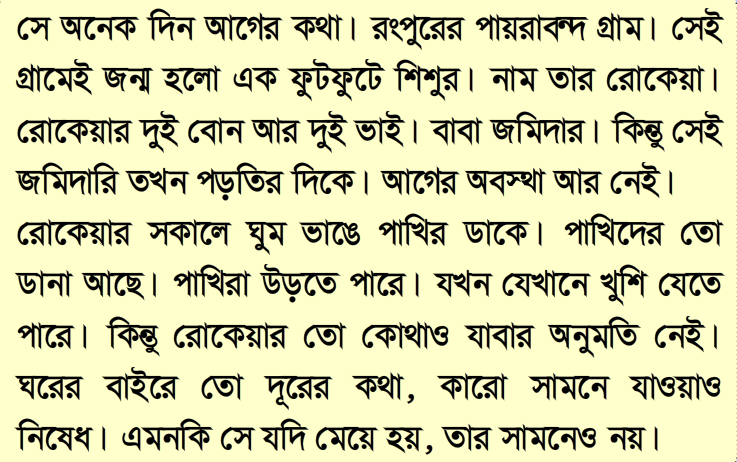 সে অনেক দিন আগের কথা। রংপুরের পায়রাবন্দ গ্রাম। সেই
গ্রামেই জন্ম হলো এক ফুটফুটে শিশুর। নাম তার রোকেয়া।
রোকেয়ার দুই বোন আর দুই ভাই। বাবা জমিদার। কিন্তু সেই
জমিদারি তখন পড়তির দিকে। আগের অবস্থা আর নেই।
রোকেয়ার সকালে ঘুম ভাঙে পাখির ডাকে। পাখিদের তো
ডানা আছে। পাখিরা উড়তে পারে। যখন যেখানে খুশি যেতে
পারে। কিন্তু রোকেয়ার তো কোথাও যাবার অনুমতি নেই।
ঘরের বাইরে তো দূরের কথা, কারো সামনে যাওয়াও
নিষেধ। এমনকি সে যদি মেয়ে হয়, তার সামনেও নয়।